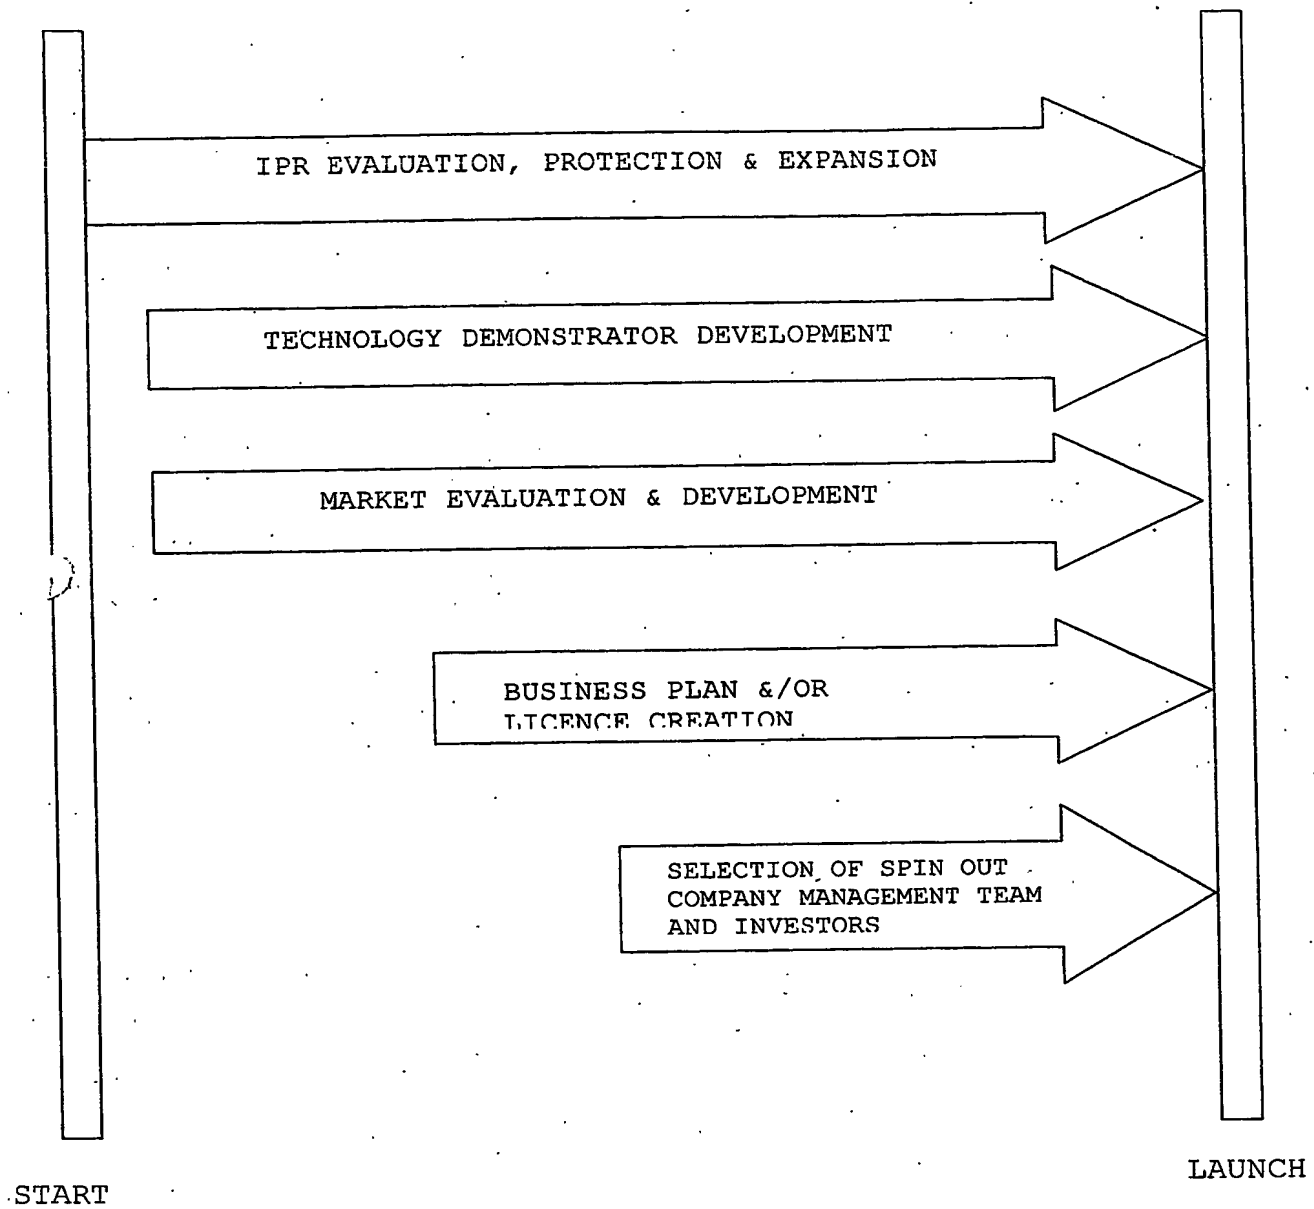 IPR EVALUATION, PROTECTION & EXPANSION
TECHNOLOGY DEMONSTRATOR DEVELOPMENT
MARKET EVALUATION & DEVELOPMENT
BUSINESS PLAN &/OR
LICENCE CREATION
SELECTION OF SPIN OUT
COMPANY MANAGEMENT TEAM
AND INVESTORS
START
LAUNCH